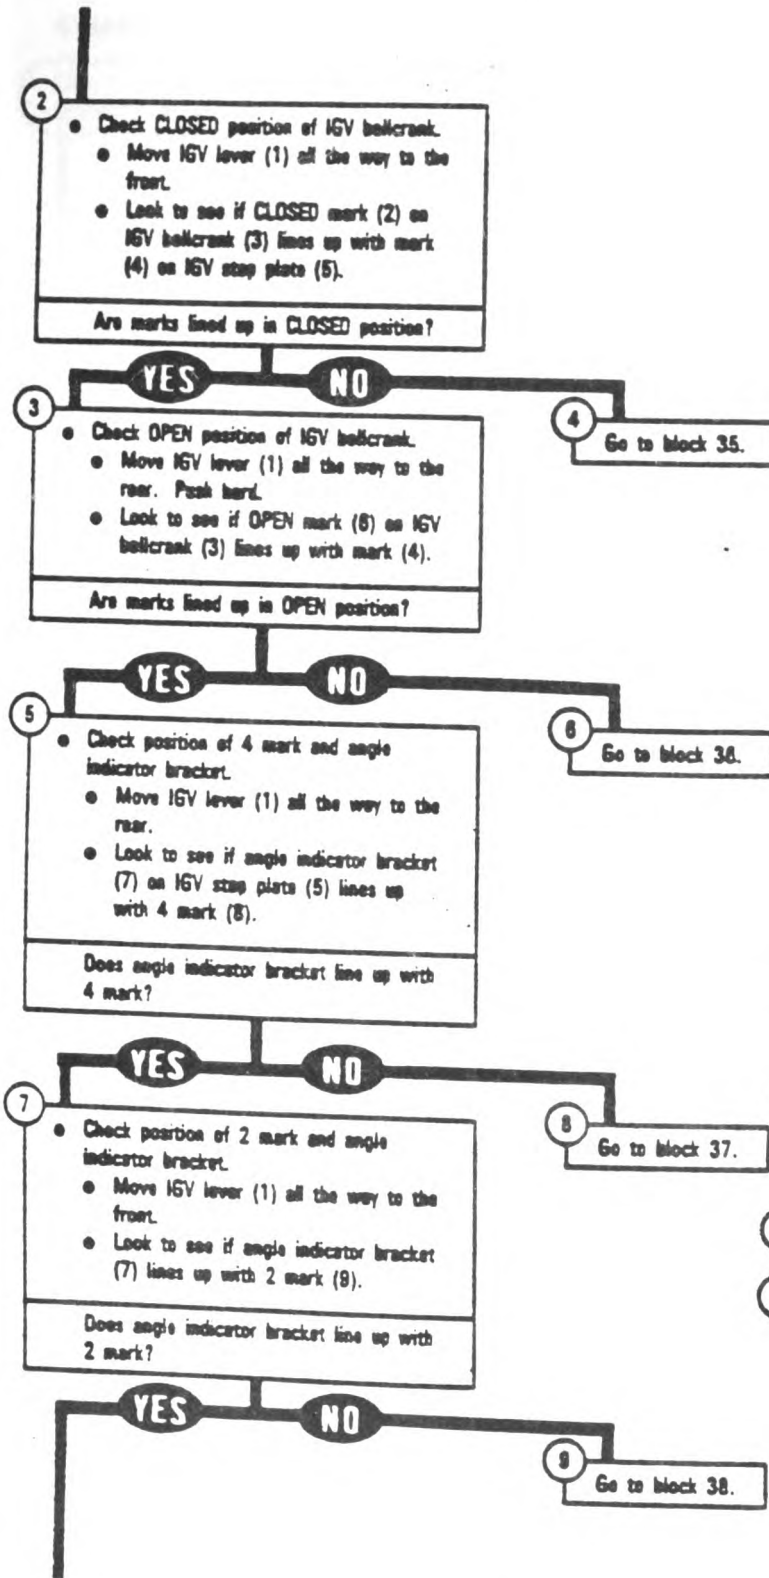 2
● Check CLOSED position of IGV bellcrank.
● Move IGV lever (1) all the way to the
front.
● Look to see if CLOSED mark (2) on
IGV bellcrank (3) lines up with mark
(4) on IGV stop plate (5).
Are marks lined up in CLOSED position?
YES NO
3
● Check OPEN position of IGV bellcrank.
● Move IGV lever (1) all the way to the
rear. Push hard.
● Look to see if OPEN mark (6) on IGV
bellcrank (3) lines up with mark (4).
Are marks lined up in OPEN position?
4
Go to block 35.
YES NO
5
● Check position of 4 mark and angle
indicator bracket.
● Move IGV lever (1) all the way to the
rear.
● Look to see if angle indicator bracket
(7) on IGV stop plate (5) lines up
with 4 mark (8).
Does angle indicator bracket line up with
4 mark?
6
Go to block 36.
YES NO
7
● Check position of 2 mark and angle
indicator bracket.
● Move IGV lever (1) all the way to the
front.
● Look to see if angle indicator bracket
(7) lines up with 2 mark (9).
Does angle indicator bracket line up with
2 mark?
8
Go to block 37.
YES NO
9
Go to block 38.